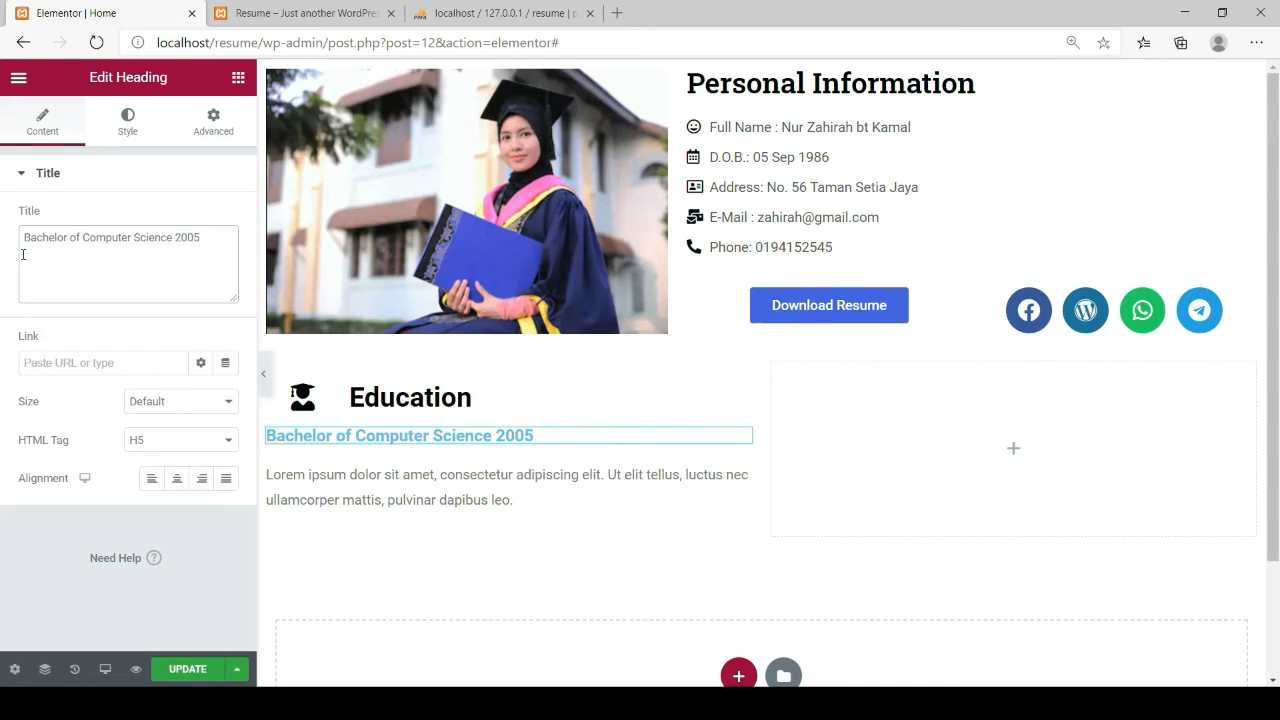 Elementor | Home
Resume – Just another WordPres
localhost / 127.0.0.1 / resume | p
localhost/resume/wp-admin/post.php?post=12&action=elementor#
Edit Heading
Content
Style
Advanced
Title
Title
Bachelor of Computer Science 2005
Link
Paste URL or type
Size
Default
HTML Tag
H5
Alignment
Need Help ?
UPDATE
Personal Information
Full Name : Nur Zahirah bt Kamal
D.O.B.: 05 Sep 1986
Address: No. 56 Taman Setia Jaya
E-Mail : zahirah@gmail.com
Phone: 0194152545
Download Resume
Education
Bachelor of Computer Science 2005
Lorem ipsum dolor sit amet, consectetur adipiscing elit. Ut elit tellus, luctus nec
ullamcorper mattis, pulvinar dapibus leo.